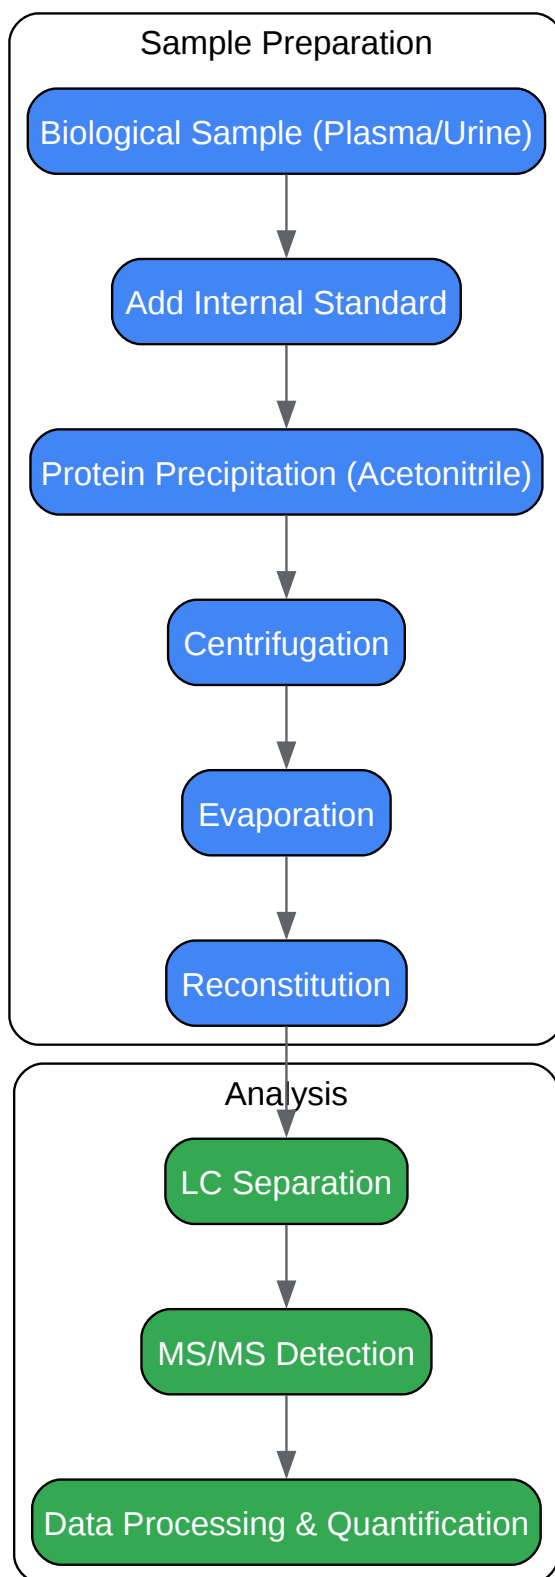 Sample Preparation
Biological Sample (Plasma/Urine)
Add Internal Standard
Protein Precipitation (Acetonitrile)
Centrifugation
Evaporation
Reconstitution
Analysis
LC Separation
MS/MS Detection
Data Processing & Quantification